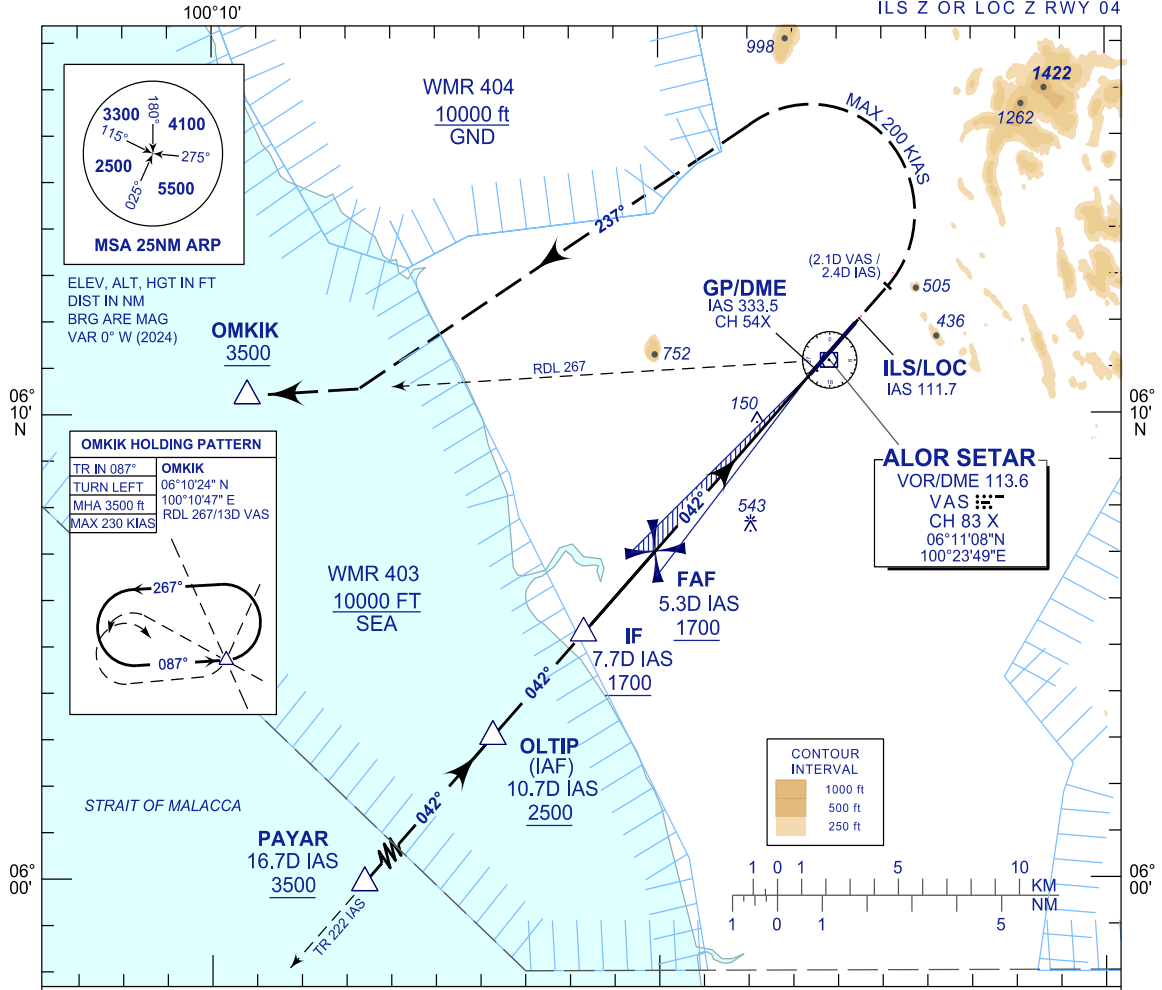 ILS Z OR LOC Z RWY 04
100°10'
998
1422
1262
WMR 404
10000 ft
GND
MAX 200 KIAS
3300
180°
4100
115°
275°
2500
025°
5500
MSA 25NM ARP
237°
ELEV, ALT, HGT IN FT
DIST IN NM
BRG ARE MAG
VAR 0° W (2024)
(2.1D VAS /
2.4D IAS)
505
436
GP/DME
IAS 333.5
CH 54X
OMKIK
3500
752
RDL 267
ILS/LOC
IAS 111.7
06°
10'
N
06°
10'
N
150
OMKIK HOLDING PATTERN
TR IN 087°
TURN LEFT
MHA 3500 ft
MAX 230 KIAS
OMKIK
06°10'24" N
100°10'47" E
RDL 267/13D VAS
267°
087°
ALOR SETAR
VOR/DME 113.6
VAS
CH 83 X
06°11'08"N
100°23'49"E
042°
543
WMR 403
10000 FT
SEA
FAF
5.3D IAS
1700
IF
7.7D IAS
1700
042°
OLTIP
(IAF)
10.7D IAS
2500
042°
STRAIT OF MALACCA
PAYAR
16.7D IAS
3500
TR 222 IAS
CONTOUR
INTERVAL
1000 ft
500 ft
250 ft
06°
00'
06°
00'
1 0 1 5 10
KM
NM
1 0 1 5